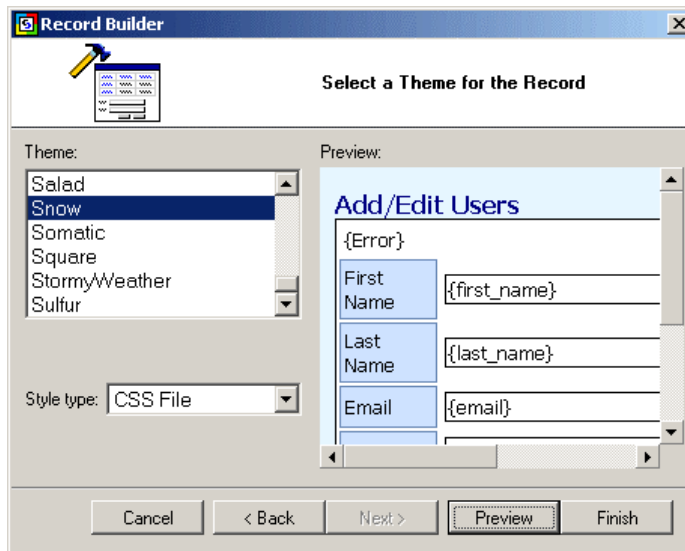 Record Builder
Select a Theme for the Record
Theme:
Salad
Snow
Somatic
Square
StormyWeather
Sulfur
Style type: CSS File
Preview:
Add/Edit Users
{Error}
First
Name
{first_name}
Last
Name
{last_name}
Email
{email}
Cancel
< Back
Next >
Preview
Finish